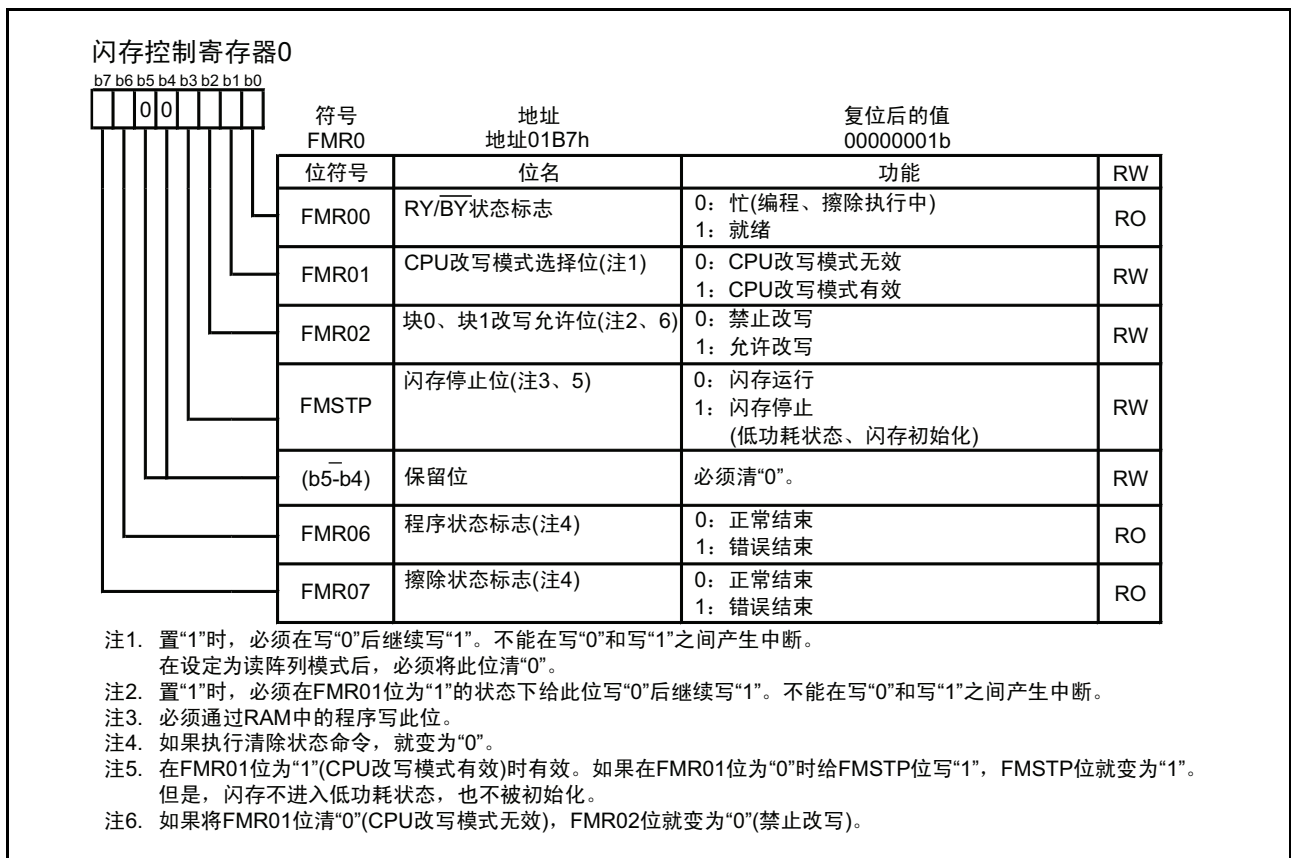 闪存控制寄存器0
b7 b6 b5 b4 b3 b2 b1 b0
0 0
符号 地址 复位后的值
FMR0 地址01B7h 00000001b
位符号 位名 功能 RW
FMR00 RY/B̅Y̅状态标志 0：忙(编程、擦除执行中) RO
1：就绪
FMR01 CPU改写模式选择位(注1) 0：CPU改写模式无效 RW
1：CPU改写模式有效
FMR02 块0、块1改写允许位(注2、6) 0：禁止改写 RW
1：允许改写
FMSTP 闪存停止位(注3、5) 0：闪存运行 RW
1：闪存停止
(低功耗状态、闪存初始化)
—
(b5-b4) 保留位 必须清“0”。 RW
FMR06 程序状态标志(注4) 0：正常结束 RO
1：错误结束
FMR07 擦除状态标志(注4) 0：正常结束 RO
1：错误结束
注1. 置“1”时，必须在写“0”后继续写“1”。不能在写“0”和写“1”之间产生中断。
在设定为读阵列模式后，必须将此位清“0”。
注2. 置“1”时，必须在FMR01位为“1”的状态下给此位写“0”后继续写“1”。不能在写“0”和写“1”之间产生中断。
注3. 必须通过RAM中的程序写此位。
注4. 如果执行清除状态命令，就变为“0”。
注5. 在FMR01位为“1”(CPU改写模式有效)时有效。如果在FMR01位为“0”时给FMSTP位写“1”，FMSTP位就变为“1”。
但是，闪存不进入低功耗状态，也不被初始化。
注6. 如果将FMR01位清“0”(CPU改写模式无效)，FMR02位就变为“0”(禁止改写)。